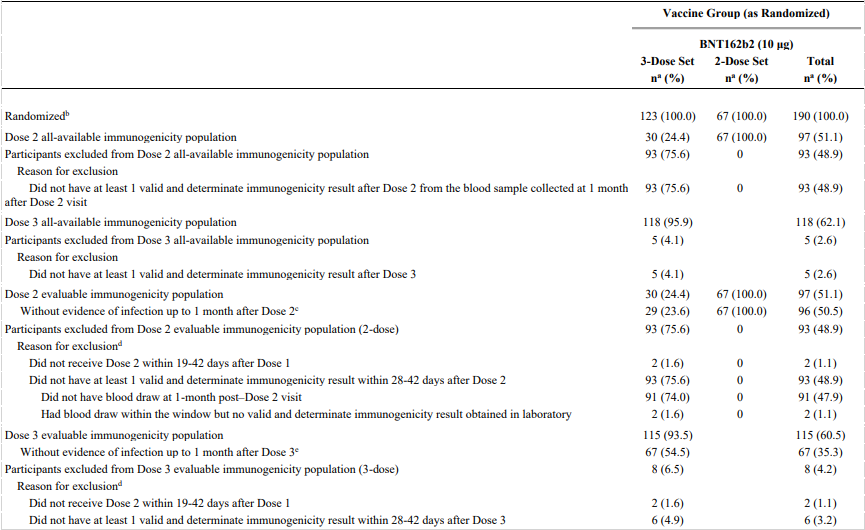 Vaccine Group (as Randomized)
BNT162b2 (10 μg)
3-Dose Set 2-Dose Set Total
nᵃ (%) nᵃ (%) nᵃ (%)
Randomizedᵇ 123 (100.0) 67 (100.0) 190 (100.0)
Dose 2 all-available immunogenicity population 30 (24.4) 67 (100.0) 97 (51.1)
Participants excluded from Dose 2 all-available immunogenicity population 93 (75.6) 0 93 (48.9)
Reason for exclusion
Did not have at least 1 valid and determinate immunogenicity result after Dose 2 from the blood sample collected at 1 month 93 (75.6) 0 93 (48.9)
after Dose 2 visit
Dose 3 all-available immunogenicity population 118 (95.9) 118 (62.1)
Participants excluded from Dose 3 all-available immunogenicity population 5 (4.1) 5 (2.6)
Reason for exclusion
Did not have at least 1 valid and determinate immunogenicity result after Dose 3 5 (4.1) 5 (2.6)
Dose 2 evaluable immunogenicity population 30 (24.4) 67 (100.0) 97 (51.1)
Without evidence of infection up to 1 month after Dose 2ᶜ 29 (23.6) 67 (100.0) 96 (50.5)
Participants excluded from Dose 2 evaluable immunogenicity population (2-dose) 93 (75.6) 0 93 (48.9)
Reason for exclusionᵈ
Did not receive Dose 2 within 19-42 days after Dose 1 2 (1.6) 0 2 (1.1)
Did not have at least 1 valid and determinate immunogenicity result within 28-42 days after Dose 2 93 (75.6) 0 93 (48.9)
Did not have blood draw at 1-month post–Dose 2 visit 91 (74.0) 0 91 (47.9)
Had blood draw within the window but no valid and determinate immunogenicity result obtained in laboratory 2 (1.6) 0 2 (1.1)
Dose 3 evaluable immunogenicity population 115 (93.5) 115 (60.5)
Without evidence of infection up to 1 month after Dose 3ᵉ 67 (54.5) 67 (35.3)
Participants excluded from Dose 3 evaluable immunogenicity population (3-dose) 8 (6.5) 8 (4.2)
Reason for exclusionᵈ
Did not receive Dose 2 within 19-42 days after Dose 1 2 (1.6) 2 (1.1)
Did not have at least 1 valid and determinate immunogenicity result within 28-42 days after Dose 3 6 (4.9) 6 (3.2)